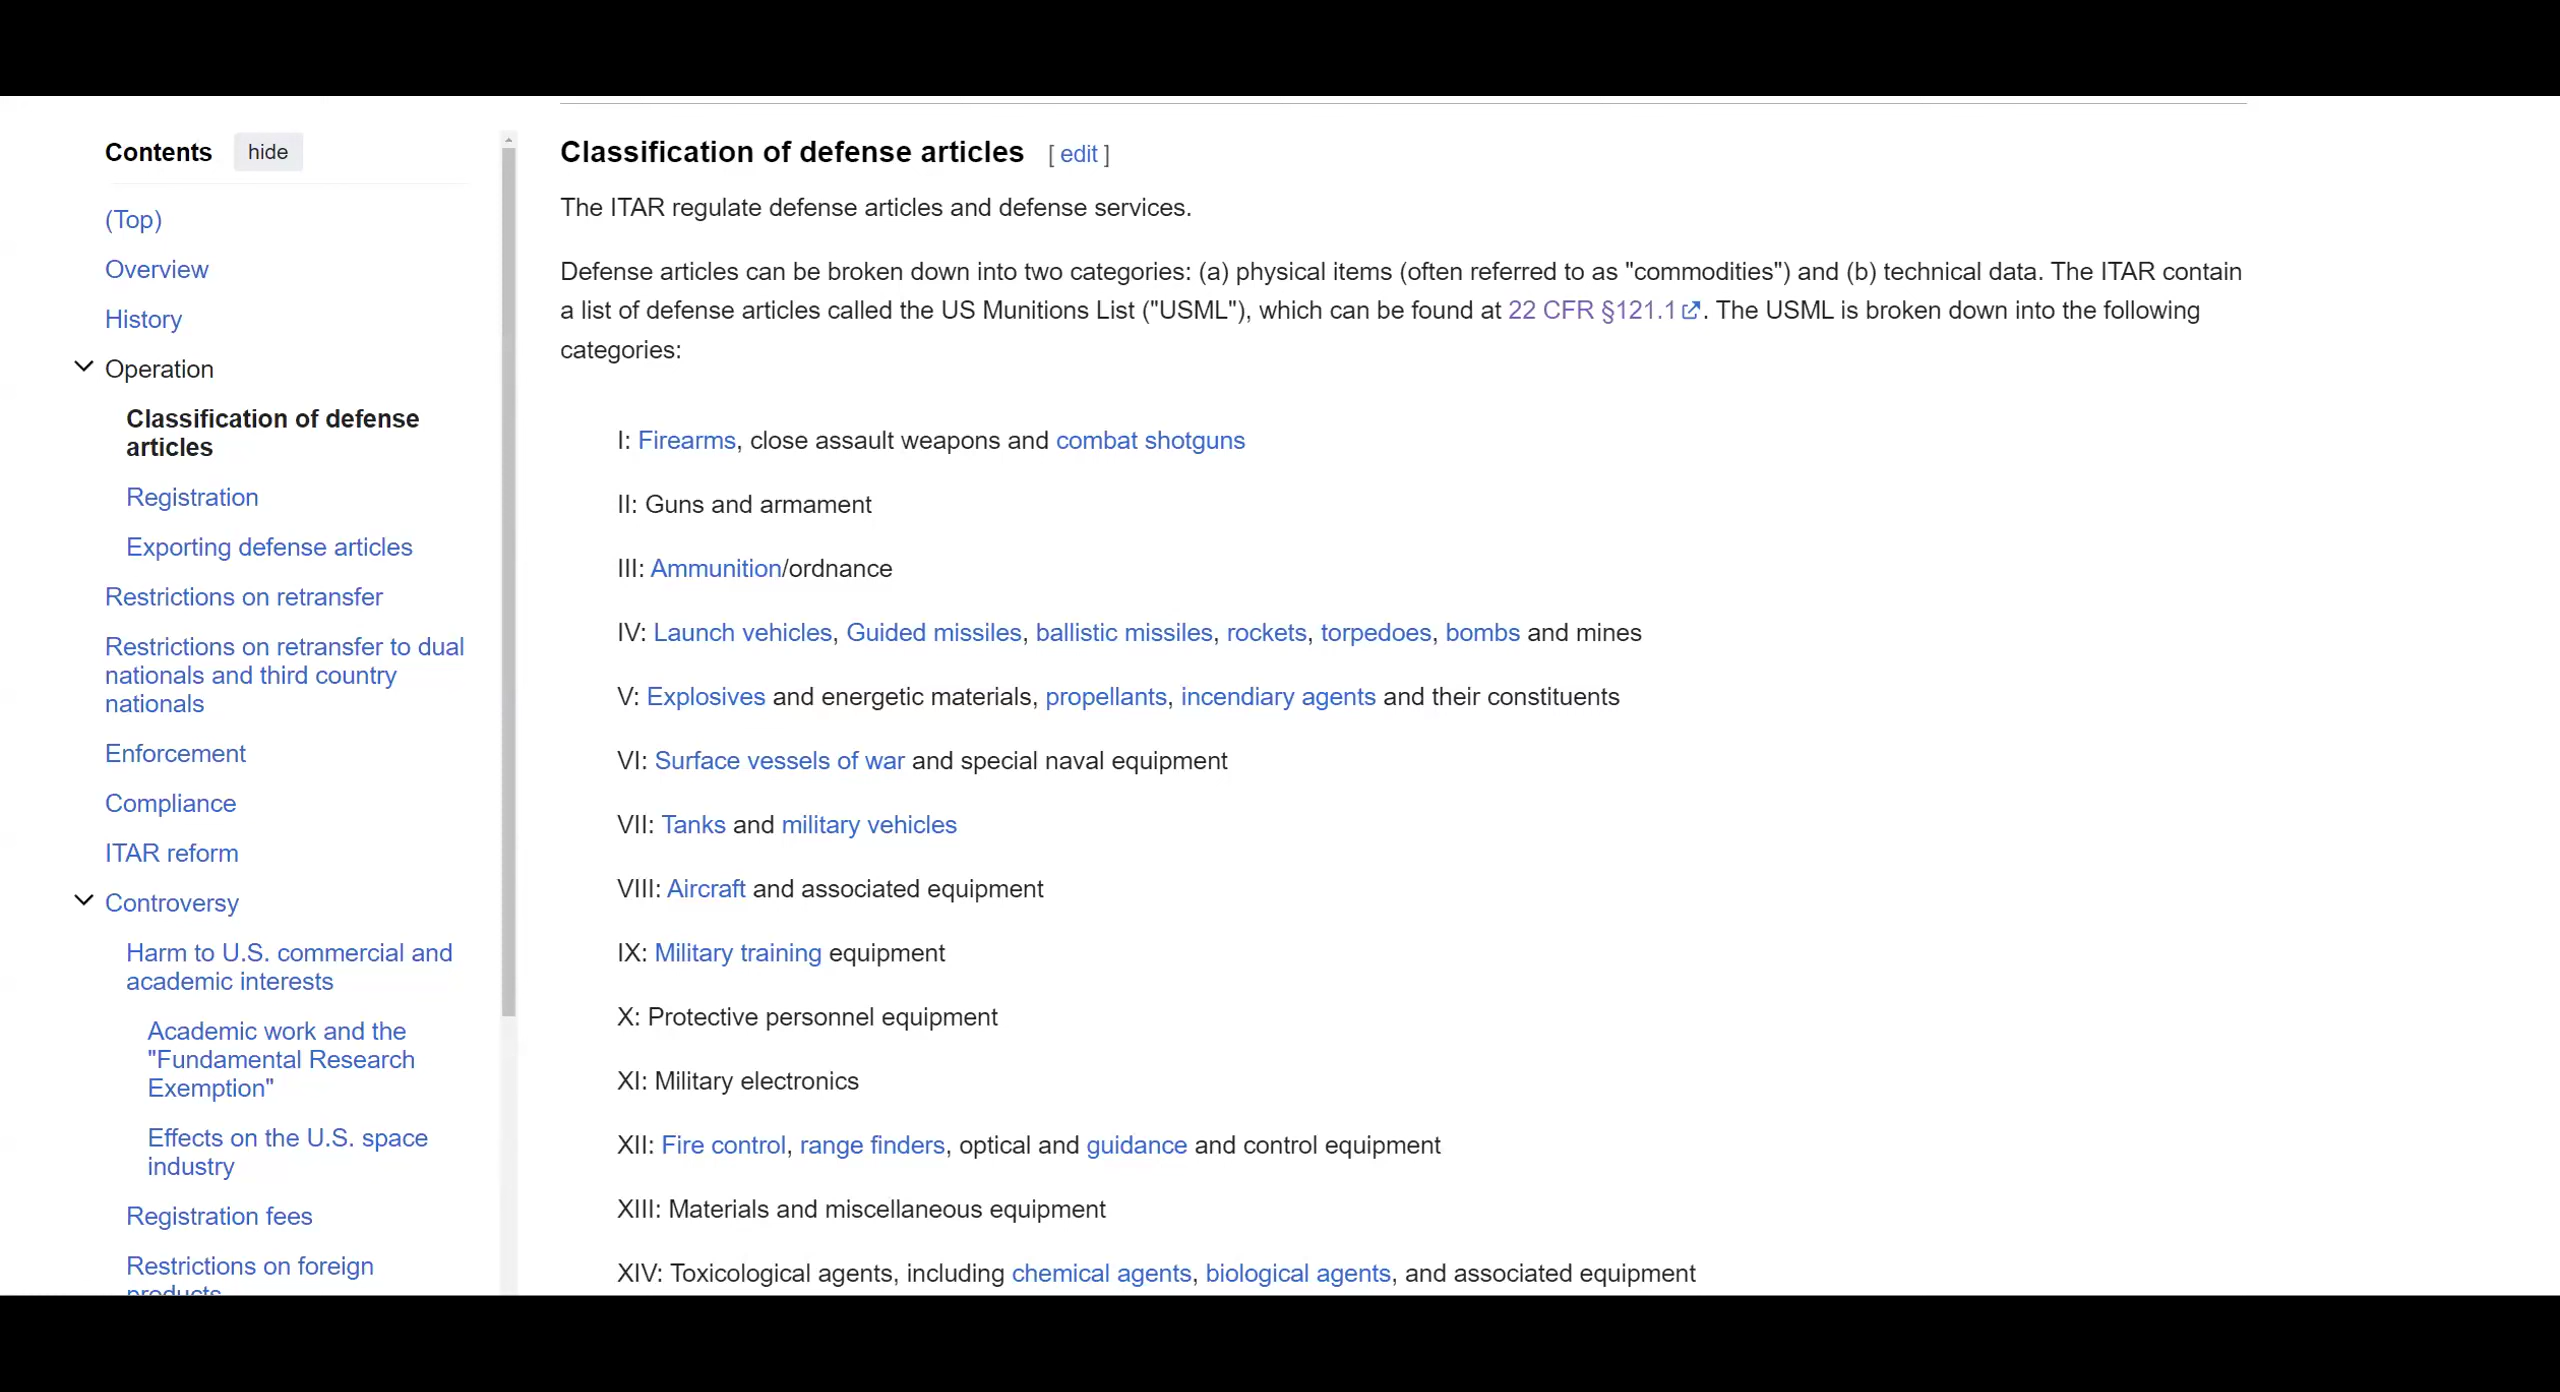 Contents hide
(Top)
Overview
History
Operation
Classification of defense
articles
Registration
Exporting defense articles
Restrictions on retransfer
Restrictions on retransfer to dual
nationals and third country
nationals
Enforcement
Compliance
ITAR reform
Controversy
Harm to U.S. commercial and
academic interests
Academic work and the
"Fundamental Research
Exemption"
Effects on the U.S. space
industry
Registration fees
Restrictions on foreign
products
Classification of defense articles [ edit ]
The ITAR regulate defense articles and defense services.
Defense articles can be broken down into two categories: (a) physical items (often referred to as "commodities") and (b) technical data. The ITAR contain
a list of defense articles called the US Munitions List ("USML"), which can be found at 22 CFR §121.1. The USML is broken down into the following
categories:
I: Firearms, close assault weapons and combat shotguns
II: Guns and armament
III: Ammunition/ordnance
IV: Launch vehicles, Guided missiles, ballistic missiles, rockets, torpedoes, bombs and mines
V: Explosives and energetic materials, propellants, incendiary agents and their constituents
VI: Surface vessels of war and special naval equipment
VII: Tanks and military vehicles
VIII: Aircraft and associated equipment
IX: Military training equipment
X: Protective personnel equipment
XI: Military electronics
XII: Fire control, range finders, optical and guidance and control equipment
XIII: Materials and miscellaneous equipment
XIV: Toxicological agents, including chemical agents, biological agents, and associated equipment